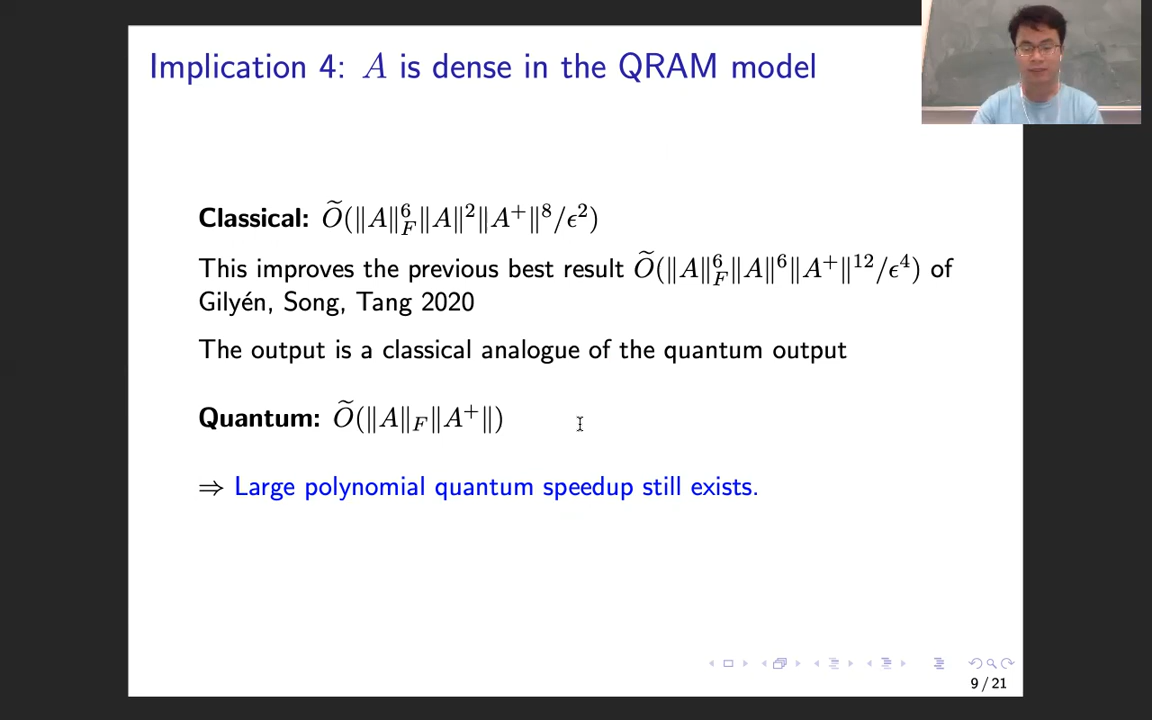 Implication 4: A is dense in the QRAM model
Classical: Õ(‖A‖_F^6‖A‖^2‖A^+‖^8/ϵ^2)
This improves the previous best result Õ(‖A‖_F^6‖A‖^6‖A^+‖^12/ϵ^4) of
Gilyén, Song, Tang 2020
The output is a classical analogue of the quantum output
Quantum: Õ(‖A‖_F‖A^+‖)
⇒ Large polynomial quantum speedup still exists.
9 / 21